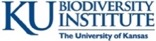 KU BIODIVERSITY
INSTITUTE
The University of Kansas